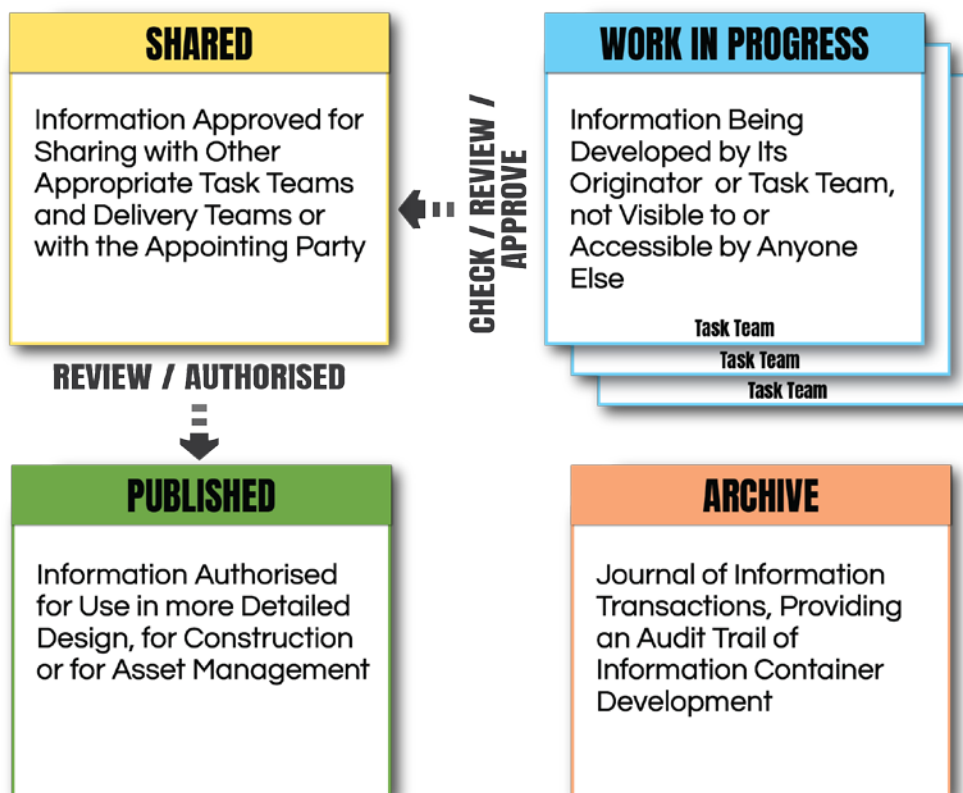 SHARED
Information Approved for
Sharing with Other
Appropriate Task Teams
and Delivery Teams or
with the Appointing Party
CHECK / REVIEW /
APPROVE
WORK IN PROGRESS
Information Being
Developed by Its
Originator or Task Team,
not Visible to or
Accessible by Anyone
Else
Task Team
Task Team
Task Team
REVIEW / AUTHORISED
PUBLISHED
Information Authorised
for Use in more Detailed
Design, for Construction
or for Asset Management
ARCHIVE
Journal of Information
Transactions, Providing
an Audit Trail of
Information Container
Development